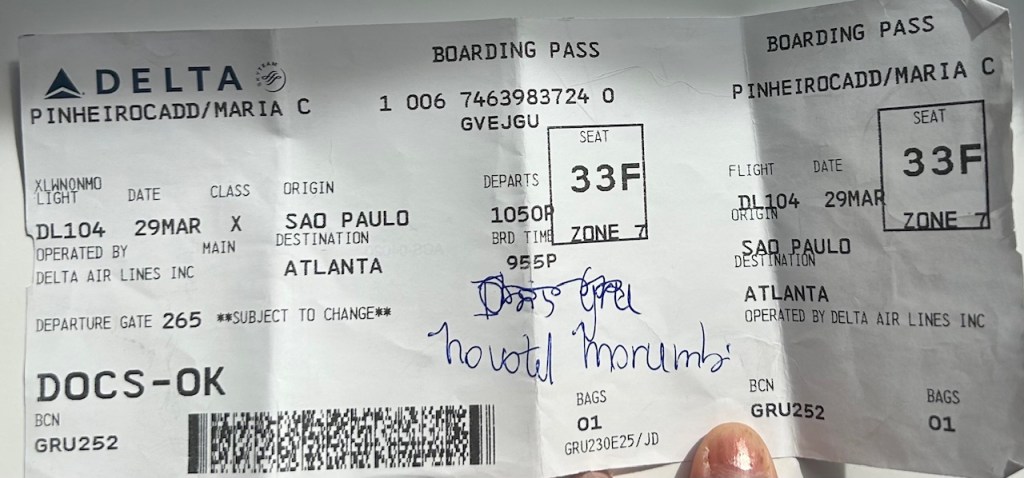 DELTA
BOARDING PASS
PINHEIROCADD/MARIA C
1 006 7463983724 0
GVEJGU
SEAT
33F
ZONE 7
XLWNONMO
LIGHT DATE CLASS ORIGIN DEPARTS
DL104 29MAR X SAO PAULO 1050P
OPERATED BY MAIN DESTINATION BRD TIME
DELTA AIR LINES INC ATLANTA 955P
DEPARTURE GATE 265 **SUBJECT TO CHANGE**
novotel morumbi
DOCS-OK
BCN
GRU252
BAGS
01
GRU230E25/JD
BOARDING PASS
PINHEIROCADD/MARIA C
SEAT
33F
ZONE 7
FLIGHT DATE
DL104 29MAR
ORIGIN
SAO PAULO
DESTINATION
ATLANTA
OPERATED BY DELTA AIR LINES INC
BCN BAGS
GRU252 01